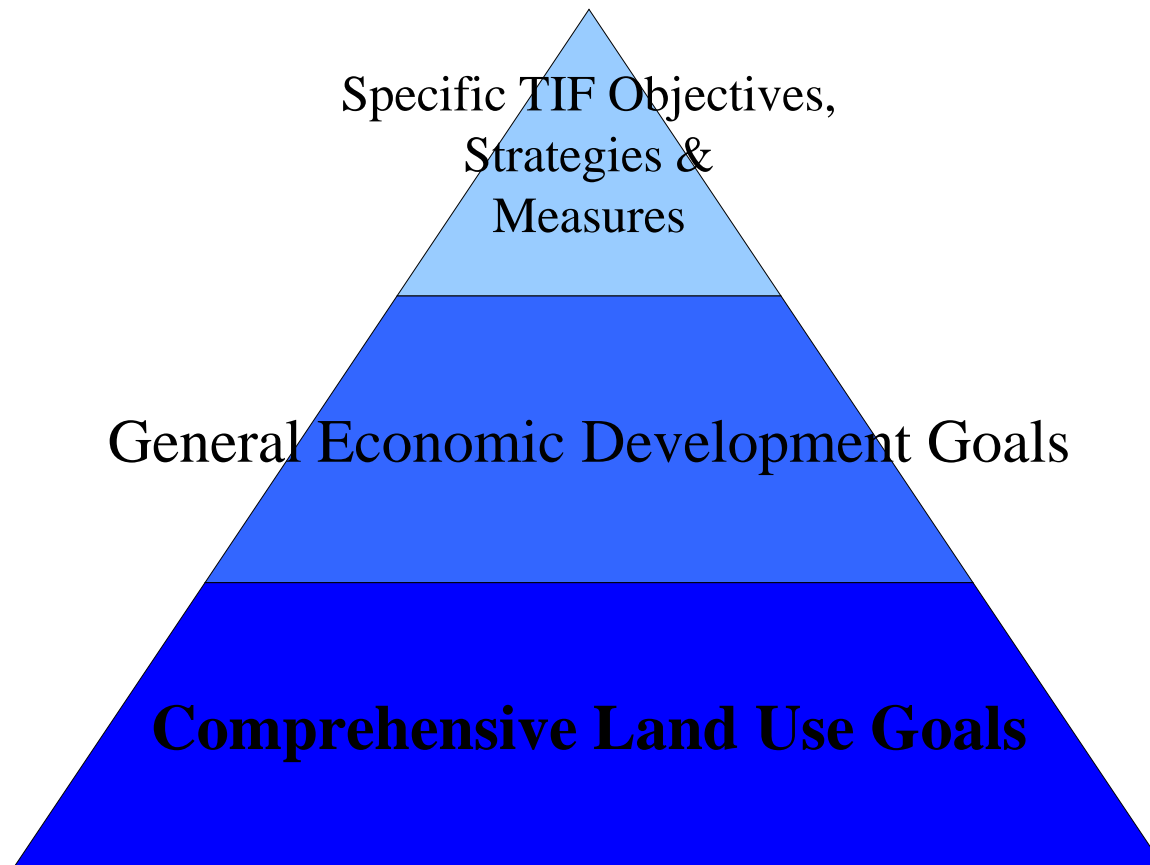 Specific TIF Objectives,
Strategies &
Measures
General Economic Development Goals
Comprehensive Land Use Goals